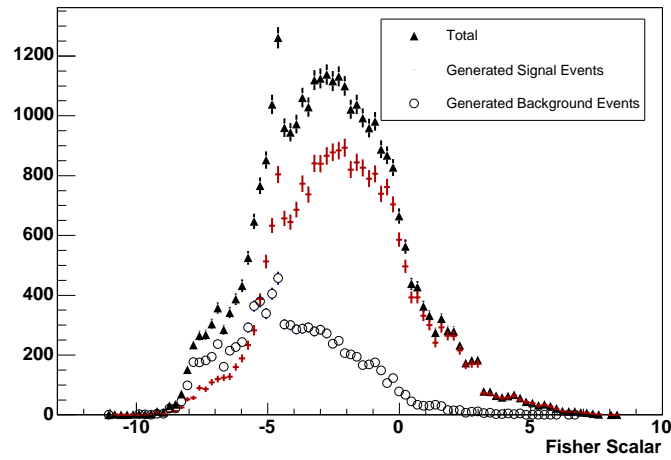 1200
1000
800
600
400
200
0
-10
-5
0
5
Fisher Scalar
Total
Generated Signal Events
Generated Background Events